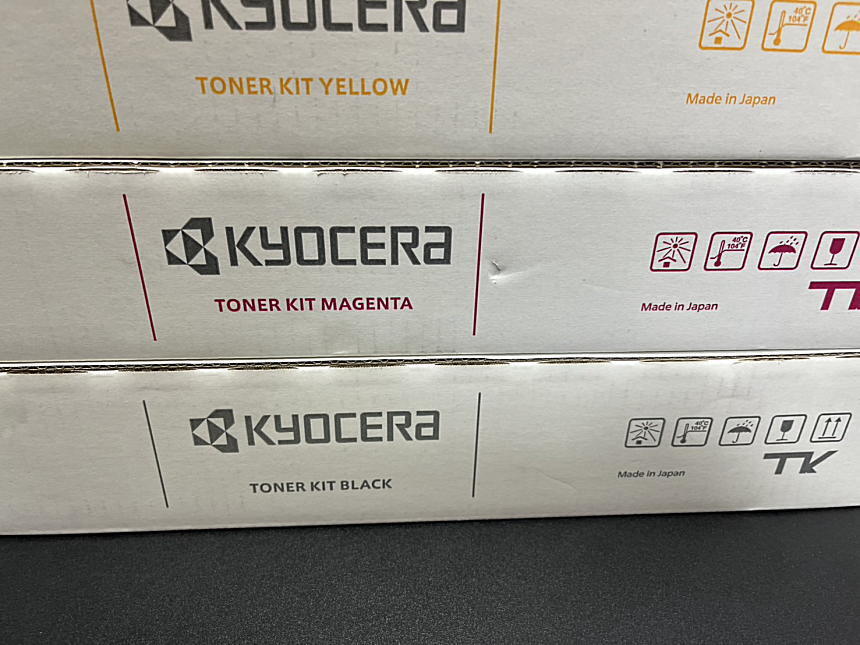 KYOCERA
40°C
104°F
TONER KIT YELLOW
Made in Japan
KYOCERA
40°C
104°F
TONER KIT MAGENTA
Made in Japan
TK
KYOCERA
40°C
104°F
TONER KIT BLACK
Made in Japan
TK